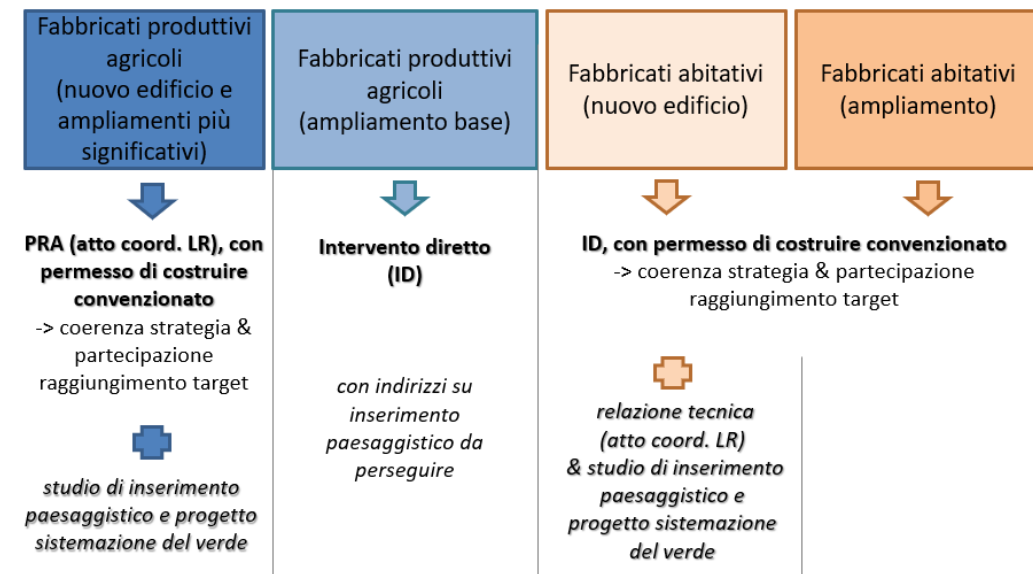 Fabbricati produttivi
agricoli
(nuovo edificio e
ampliamenti più
significativi)
Fabbricati produttivi
agricoli
(ampliamento base)
Fabbricati abitativi
(nuovo edificio)
Fabbricati abitativi
(ampliamento)
PRA (atto coord. LR), con
permesso di costruire
convenzionato
-> coerenza strategia &
partecipazione
raggiungimento target
Intervento diretto
(ID)
ID, con permesso di costruire convenzionato
-> coerenza strategia & partecipazione
raggiungimento target
studio di inserimento
paesaggistico e progetto
sistemazione del verde
con indirizzi su
inserimento
paesaggistico da
perseguire
relazione tecnica
(atto coord. LR)
& studio di inserimento
paesaggistico e
progetto sistemazione
del verde